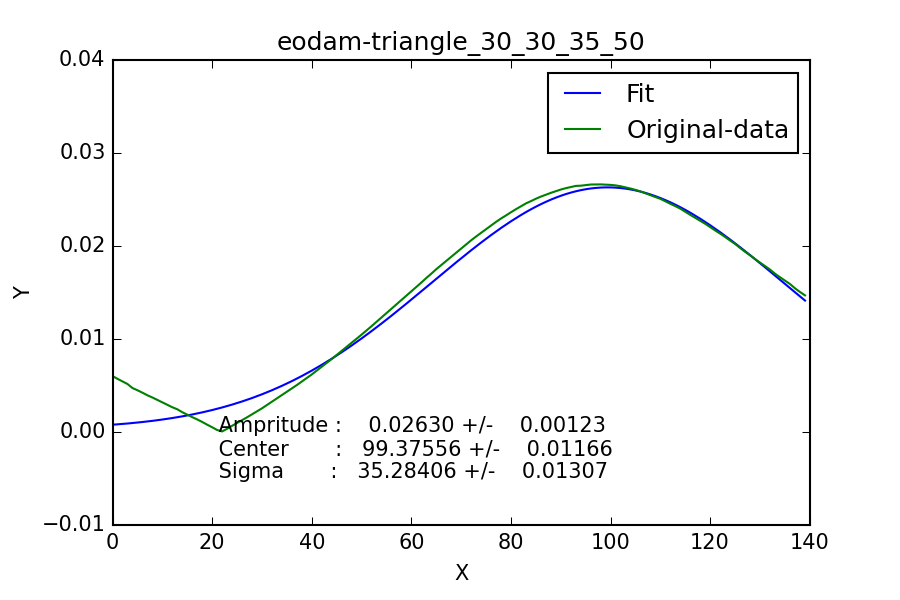 eodam-triangle_30_30_35_50
0.04
0.03
0.02
0.01
0.00
−0.01
Y
Fit
Original-data
Ampritude : 0.02630 +/- 0.00123
Center : 99.37556 +/- 0.01166
Sigma : 35.28406 +/- 0.01307
0 20 40 60 80 100 120 140
X